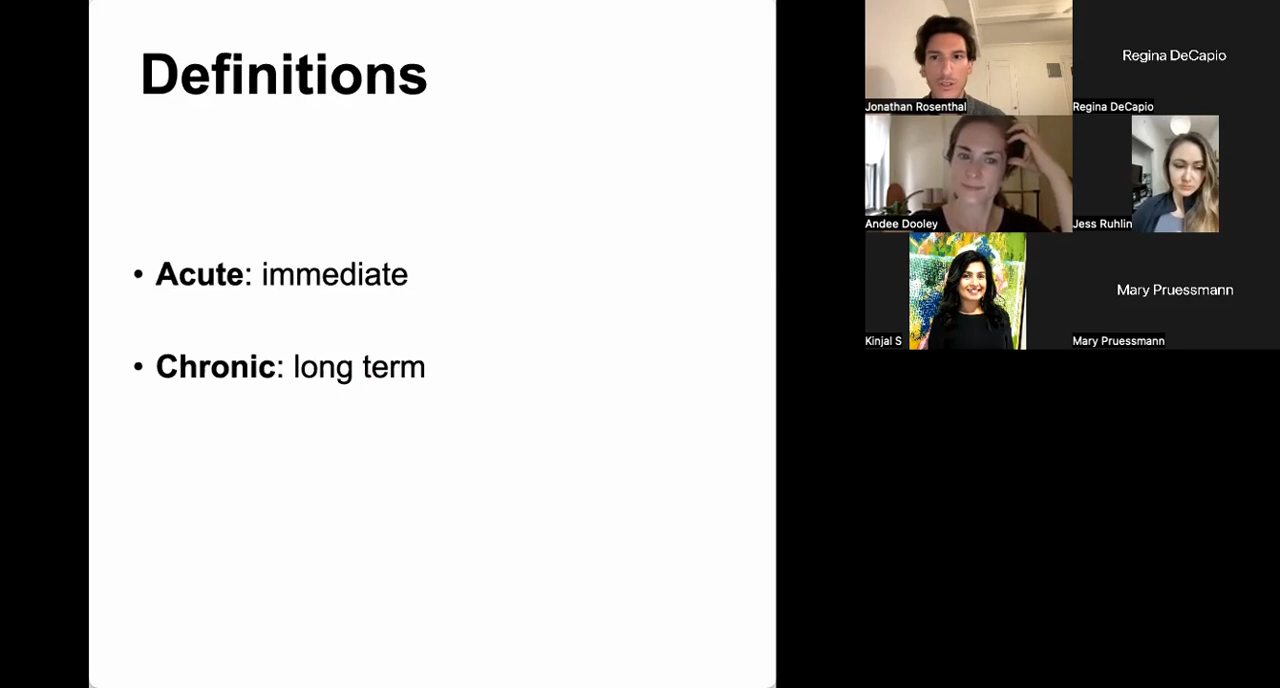 Definitions
• Acute: immediate
• Chronic: long term
Jonathan Rosenthal
Regina DeCapio
Regina DeCapio
Andee Dooley
Jess Ruhlin
Kinjal S
Mary Pruessmann
Mary Pruessmann